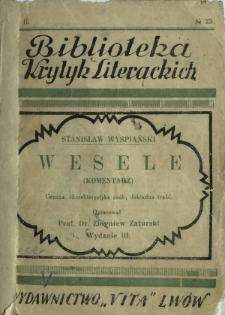 II. № 25.
Biblioteka
Krytyk Literackich
STANISŁAW WYSPIAŃSKI
WESELE
(KOMENTARZ)
Geneza, charakterystyka osób, dokładna treść.
Opracował
Prof. Dr. Zbigniew Zaturski
Wydanie III.
WYDAWNICTWO „VITA" LWÓW